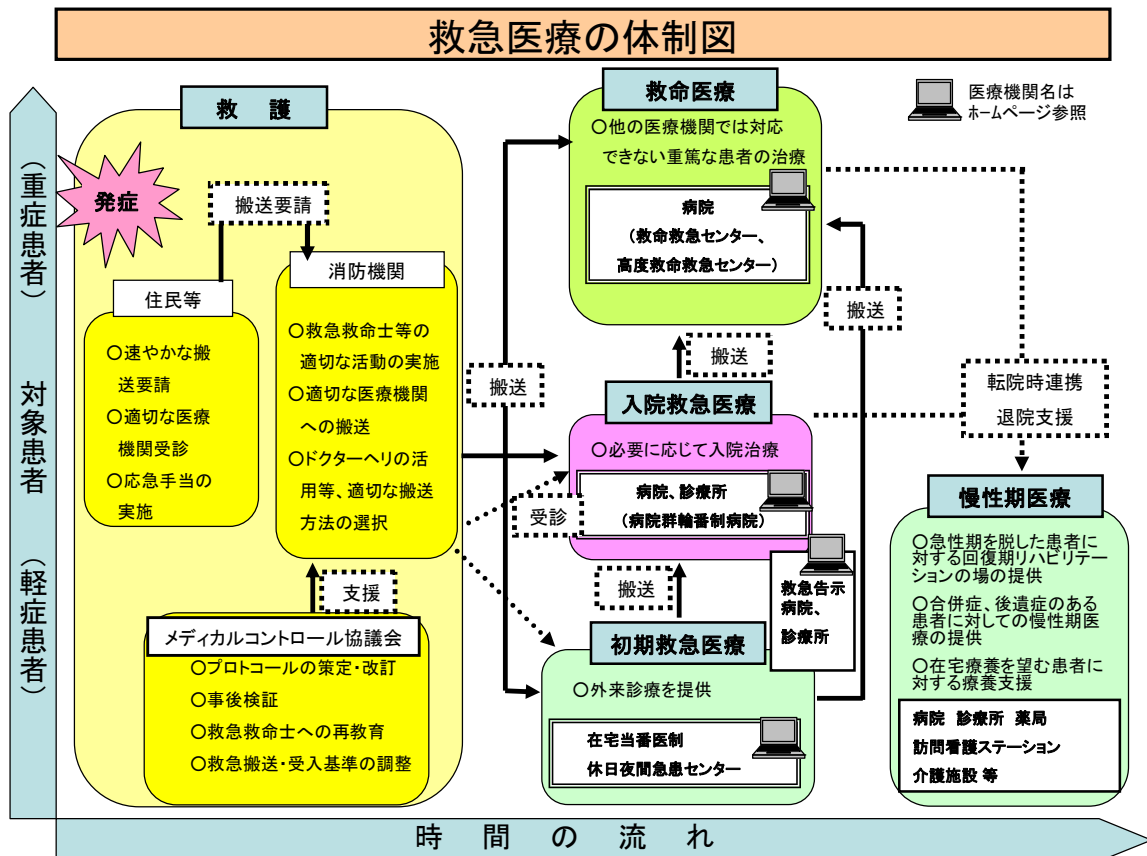 救急医療の体制図
医療機関名は
ホームページ参照
(重症患者)
対象患者
(軽症患者)
時間の流れ
救　護
発症
搬送要請
住民等
○速やかな搬
送要請
○適切な医療
機関受診
○応急手当の
実施
消防機関
○救急救命士等の
適切な活動の実施
○適切な医療機関
への搬送
○ドクターヘリの活
用等、適切な搬送
方法の選択
支援
メディカルコントロール協議会
○プロトコールの策定・改訂
○事後検証
○救急救命士への再教育
○救急搬送・受入基準の調整
搬送
受診
救命医療
○他の医療機関では対応
できない重篤な患者の治療
病院
(救命救急センター、
高度救命救急センター)
搬送
搬送
入院救急医療
○必要に応じて入院治療
病院、診療所
(病院群輪番制病院)
搬送
救急告示
病院、
診療所
初期救急医療
○外来診療を提供
在宅当番医制
休日夜間急患センター
転院時連携
退院支援
慢性期医療
○急性期を脱した患者に
対する回復期リハビリテー
ションの場の提供
○合併症、後遺症のある
患者に対しての慢性期医
療の提供
○在宅療養を望む患者に
対する療養支援
病院 診療所 薬局
訪問看護ステーション
介護施設 等